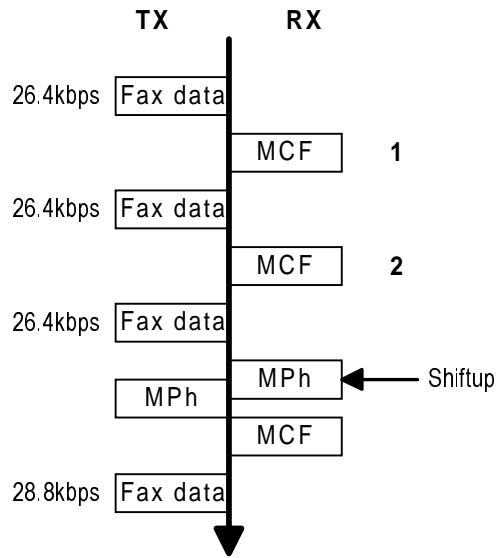 TX RX
26.4kbps Fax data
MCF 1
26.4kbps Fax data
MCF 2
26.4kbps Fax data
MPh Shiftup
MPh
MCF
28.8kbps Fax data